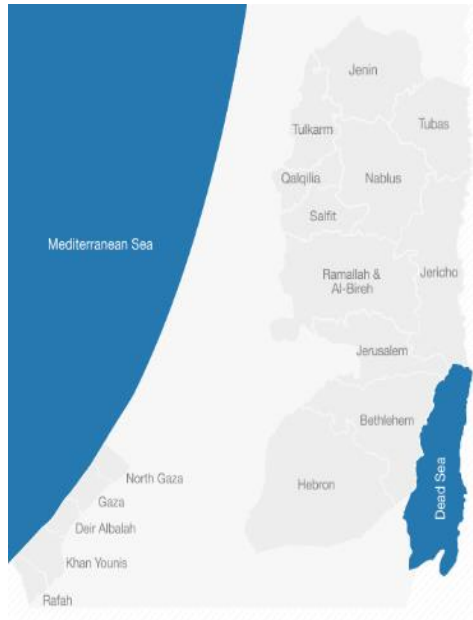 Jenin
Tulkarm
Tubas
Qalqilia
Nablus
Salfit
Mediterranean Sea
Ramallah &
Al-Bireh
Jericho
Jerusalem
Bethlehem
Hebron
Dead Sea
North Gaza
Gaza
Deir Albalah
Khan Younis
Rafah